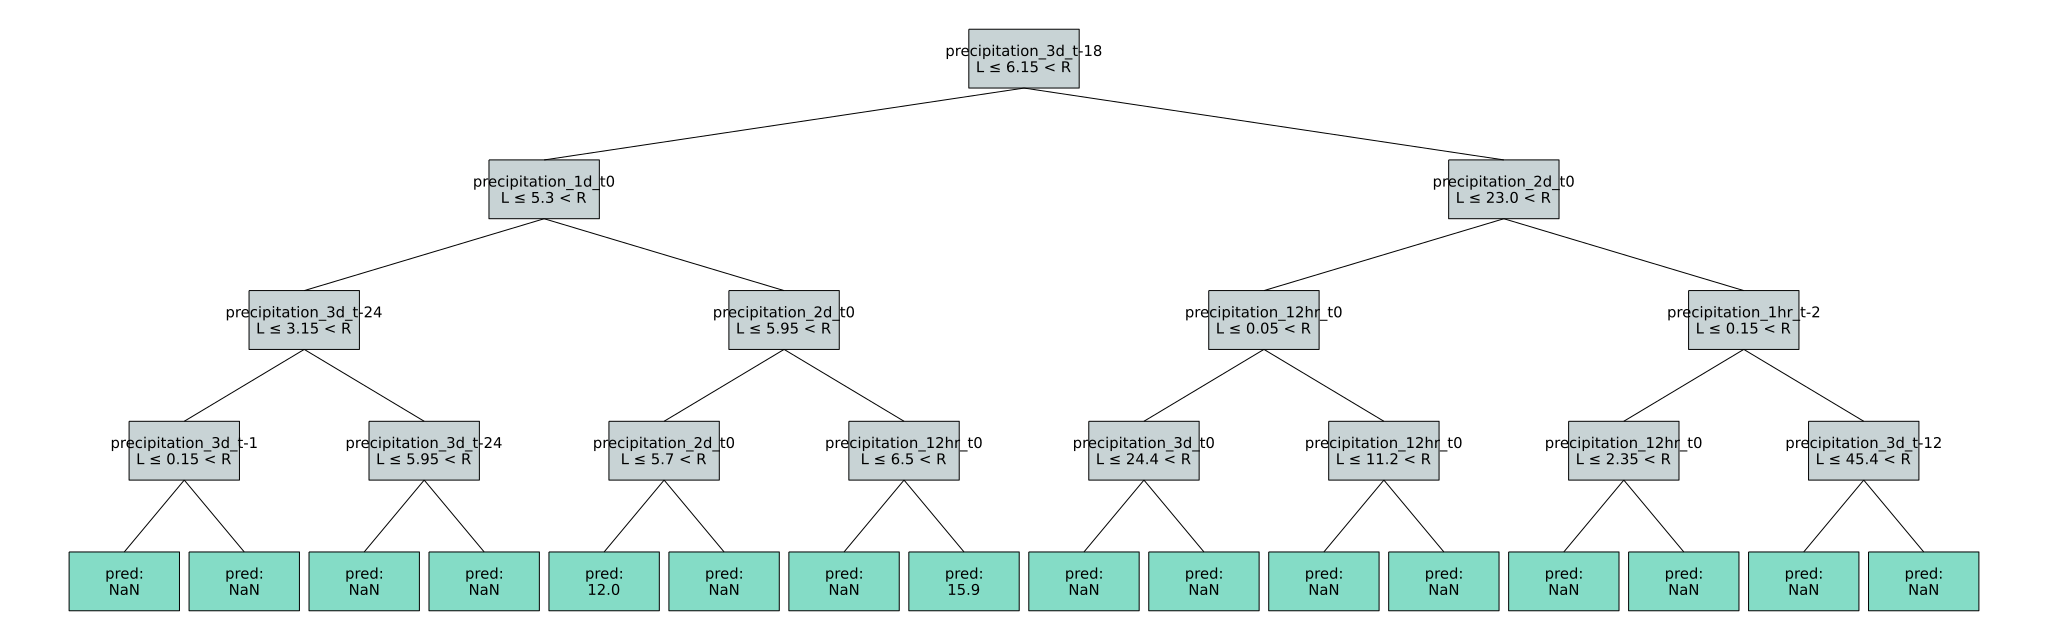 precipitation_3d_t-18
L ≤ 6.15 < R
precipitation_1d_t0
L ≤ 5.3 < R
precipitation_2d_t0
L ≤ 23.0 < R
precipitation_3d_t-24
L ≤ 3.15 < R
precipitation_2d_t0
L ≤ 5.95 < R
precipitation_12hr_t0
L ≤ 0.05 < R
precipitation_1hr_t-2
L ≤ 0.15 < R
precipitation_3d_t-1
L ≤ 0.15 < R
precipitation_3d_t-24
L ≤ 5.95 < R
precipitation_2d_t0
L ≤ 5.7 < R
precipitation_12hr_t0
L ≤ 6.5 < R
precipitation_3d_t0
L ≤ 24.4 < R
precipitation_12hr_t0
L ≤ 11.2 < R
precipitation_12hr_t0
L ≤ 2.35 < R
precipitation_3d_t-12
L ≤ 45.4 < R
pred:
NaN
pred:
NaN
pred:
NaN
pred:
NaN
pred:
12.0
pred:
NaN
pred:
NaN
pred:
15.9
pred:
NaN
pred:
NaN
pred:
NaN
pred:
NaN
pred:
NaN
pred:
NaN
pred:
NaN
pred:
NaN